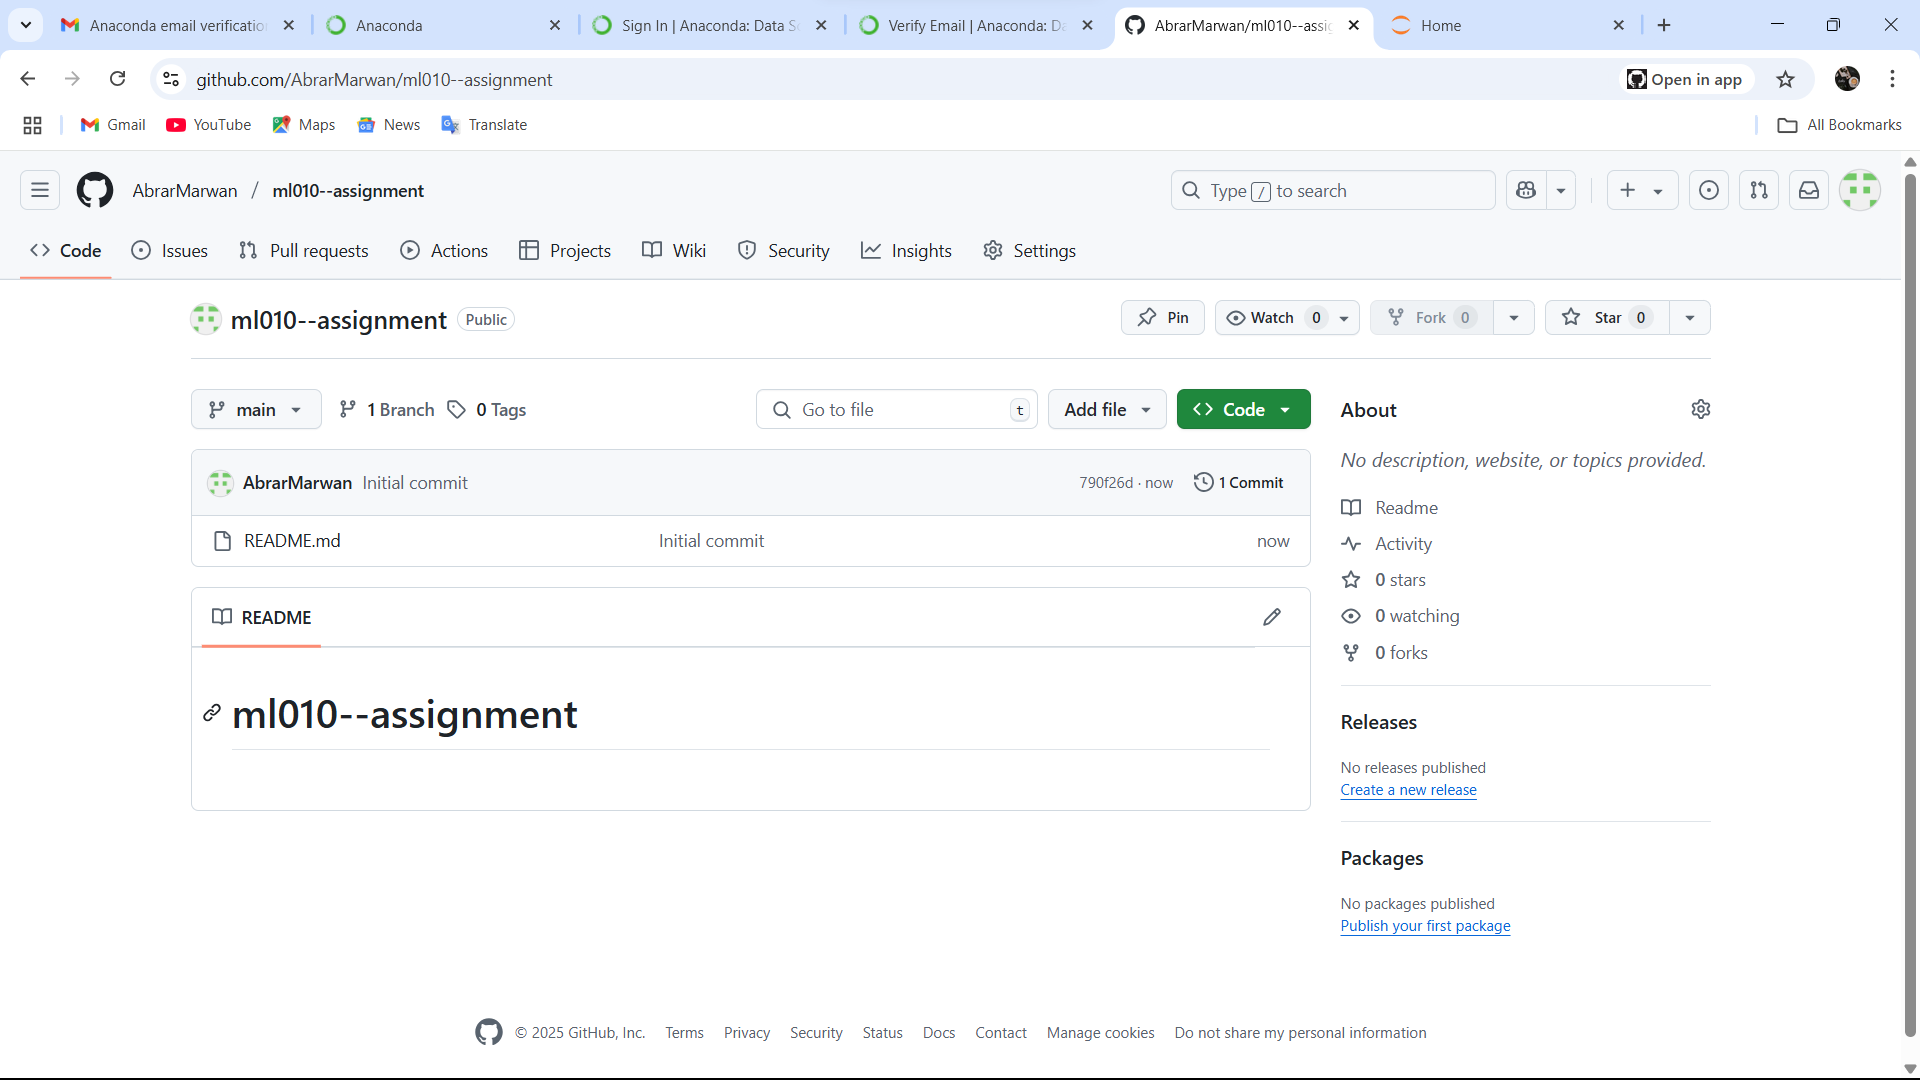 Anaconda email verificatio
Anaconda
Sign In | Anaconda: Data S
Verify Email | Anaconda: Da
AbrarMarwan/ml010--assig
Home
github.com/AbrarMarwan/ml010--assignment
Open in app
Gmail
YouTube
Maps
News
Translate
All Bookmarks
AbrarMarwan / ml010--assignment
Type / to search
Code
Issues
Pull requests
Actions
Projects
Wiki
Security
Insights
Settings
ml010--assignment Public
Pin
Watch 0
Fork 0
Star 0
main
1 Branch
0 Tags
Go to file t
Add file
Code
AbrarMarwan Initial commit
790f26d · now
1 Commit
README.md Initial commit now
README
ml010--assignment
About
No description, website, or topics provided.
Readme
Activity
0 stars
0 watching
0 forks
Releases
No releases published
Create a new release
Packages
No packages published
Publish your first package
© 2025 GitHub, Inc. Terms Privacy Security Status Docs Contact Manage cookies Do not share my personal information